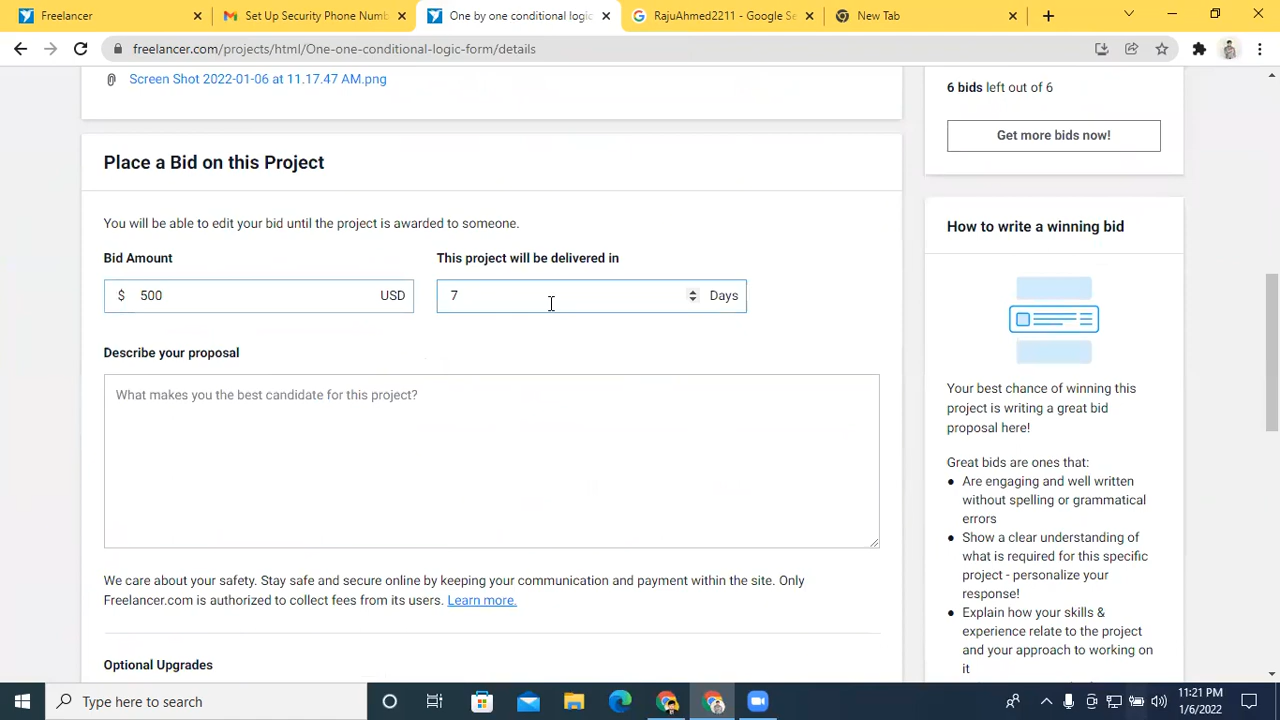 Freelancer
Set Up Security Phone Numb
One by one conditional logic
RajuAhmed2211 - Google Se
New Tab
freelancer.com/projects/html/One-one-conditional-logic-form/details
Screen Shot 2022-01-06 at 11.17.47 AM.png
6 bids left out of 6
Get more bids now!
Place a Bid on this Project
You will be able to edit your bid until the project is awarded to someone.
Bid Amount
This project will be delivered in
$ 500 USD
7 Days
Describe your proposal
What makes you the best candidate for this project?
We care about your safety. Stay safe and secure online by keeping your communication and payment within the site. Only
Freelancer.com is authorized to collect fees from its users. Learn more.
Optional Upgrades
How to write a winning bid
Your best chance of winning this
project is writing a great bid
proposal here!
Great bids are ones that:
● Are engaging and well written
without spelling or grammatical
errors
● Show a clear understanding of
what is required for this specific
project - personalize your
response!
● Explain how your skills &
experience relate to the project
and your approach to working on
it
Type here to search
11:21 PM
1/6/2022